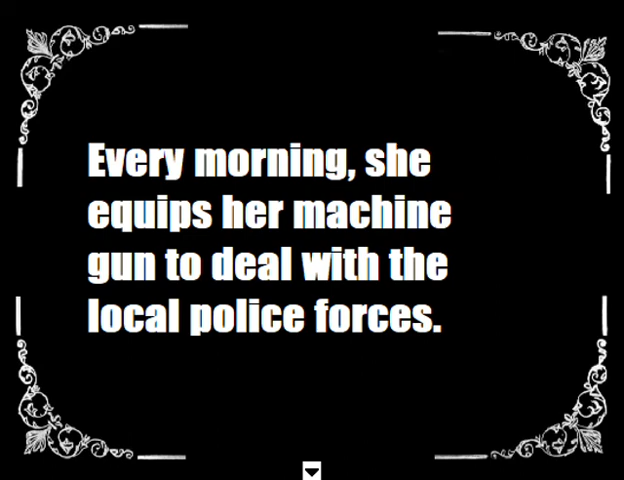 Every morning, she
equips her machine
gun to deal with the
local police forces.